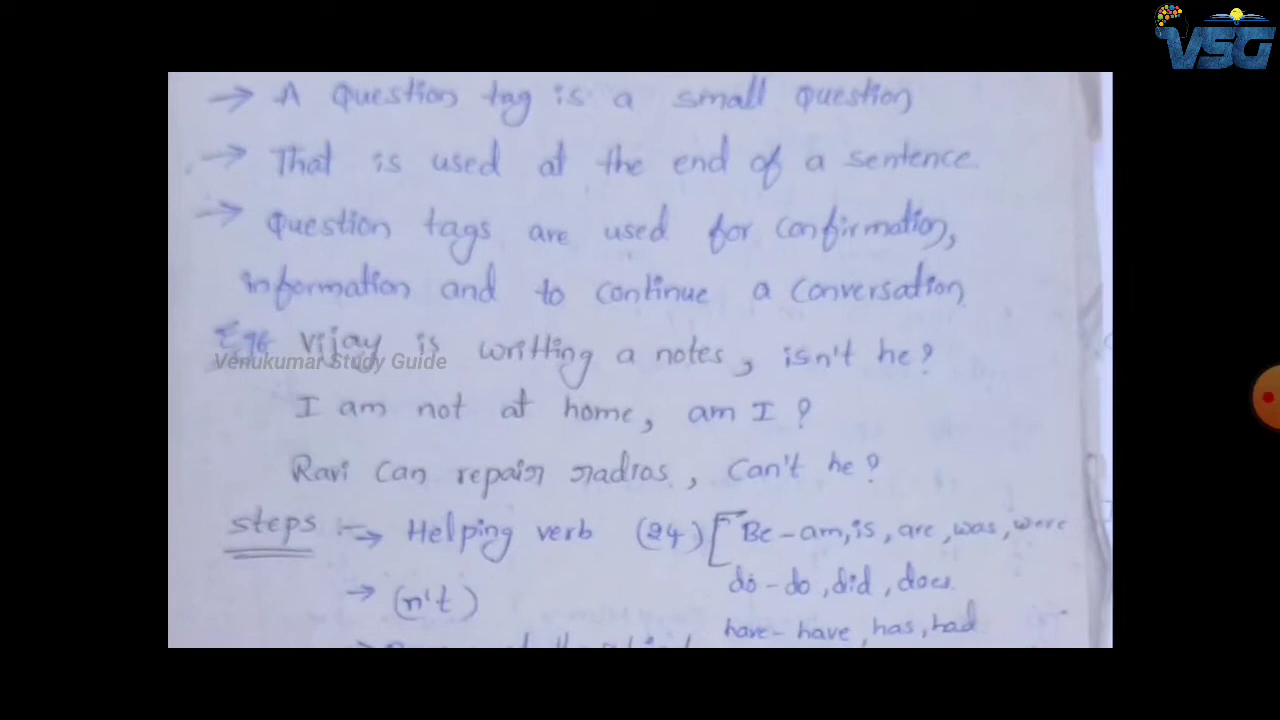 VSG
→ A Question tag is a small question
→ That is used at the end of a sentence.
→ Question tags are used for confirmation,
information and to continue a conversation
Eg: Vijay is writting a notes, isn't he?
Venukumar Study Guide
I am not at home, am I ?
Ravi can repair radios, can't he?
Steps :- → Helping verb (24) [ Be - am, is, are, was, were
→ (n't) do - do, did, does.
have - have, has, had